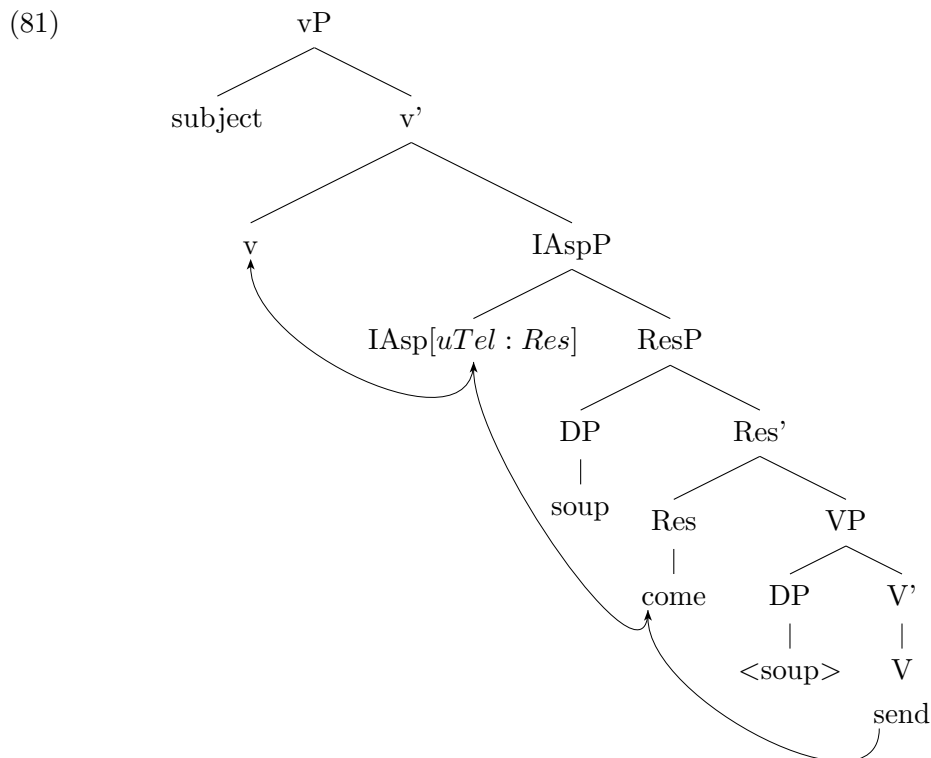 (81)
vP
subject v'
v IAspP
IAsp[uTel : Res] ResP
DP Res'
soup Res VP
come DP V'
<soup> V
send